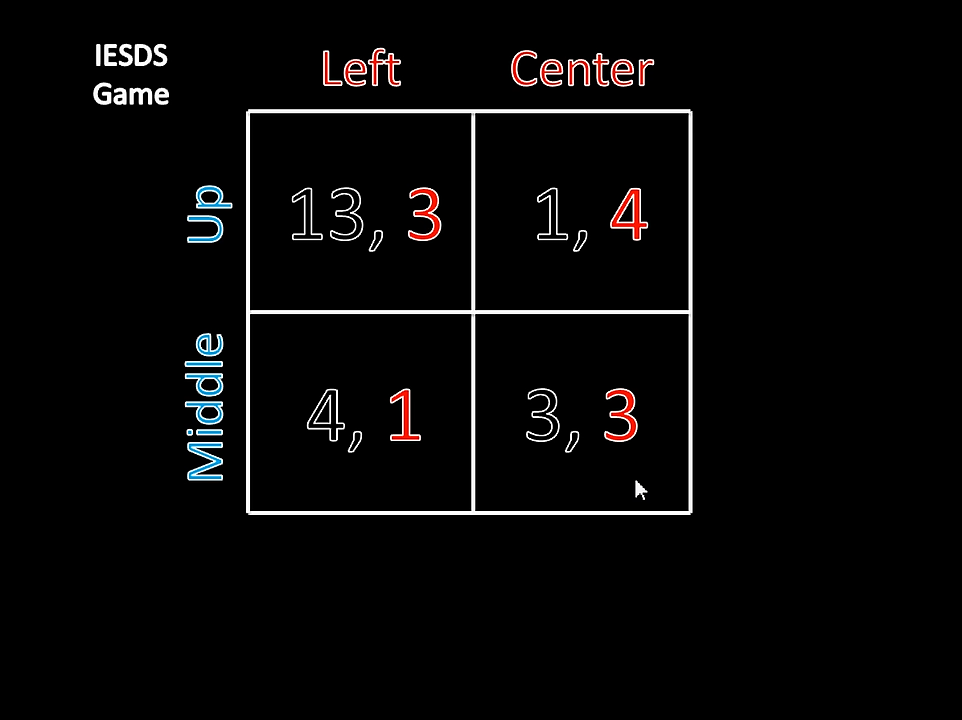 IESDS
Game
Left Center
Up 13, 3 1, 4
Middle 4, 1 3, 3